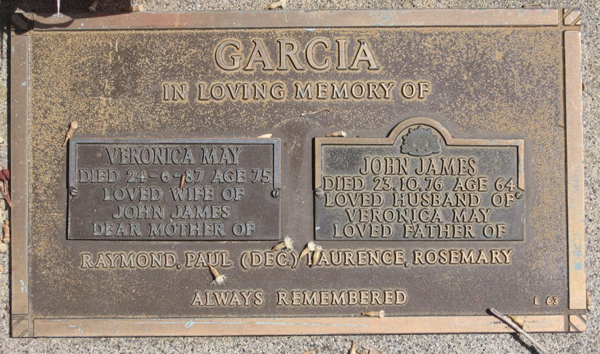 GARCIA
IN LOVING MEMORY OF
VERONICA MAY
DIED 24-6-87 AGE 75
LOVED WIFE OF
JOHN JAMES
DEAR MOTHER OF
JOHN JAMES
DIED 23.10.76 AGE 64
LOVED HUSBAND OF
VERONICA MAY
LOVED FATHER OF
RAYMOND, PAUL (DEC) LAURENCE, ROSEMARY
ALWAYS REMEMBERED
L 63